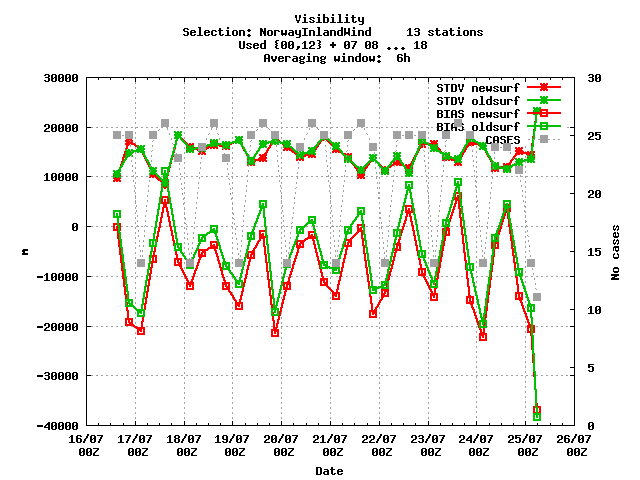 Visibility
Selection: NorwayInlandWind 13 stations
Used {00,12} + 07 08 ... 18
Averaging window: 6h
STDV newsurf
STDV oldsurf
BIAS newsurf
BIAS oldsurf
CASES
30000
20000
10000
0
-10000
-20000
-30000
-40000
m
30
25
20
15
10
5
0
No cases
16/07 17/07 18/07 19/07 20/07 21/07 22/07 23/07 24/07 25/07 26/07
00Z 00Z 00Z 00Z 00Z 00Z 00Z 00Z 00Z 00Z 00Z
Date